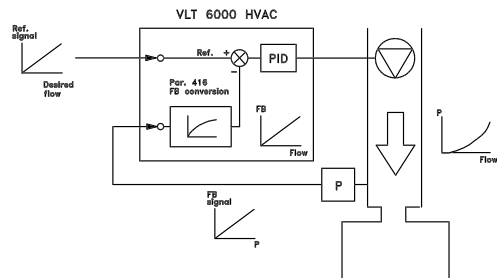 VLT 6000 HVAC
Ref.
signal
Desired
flow
Ref.
+
−
PID
Par. 416
FB conversion
FB
Flow
P
Flow
P
FB
signal
P